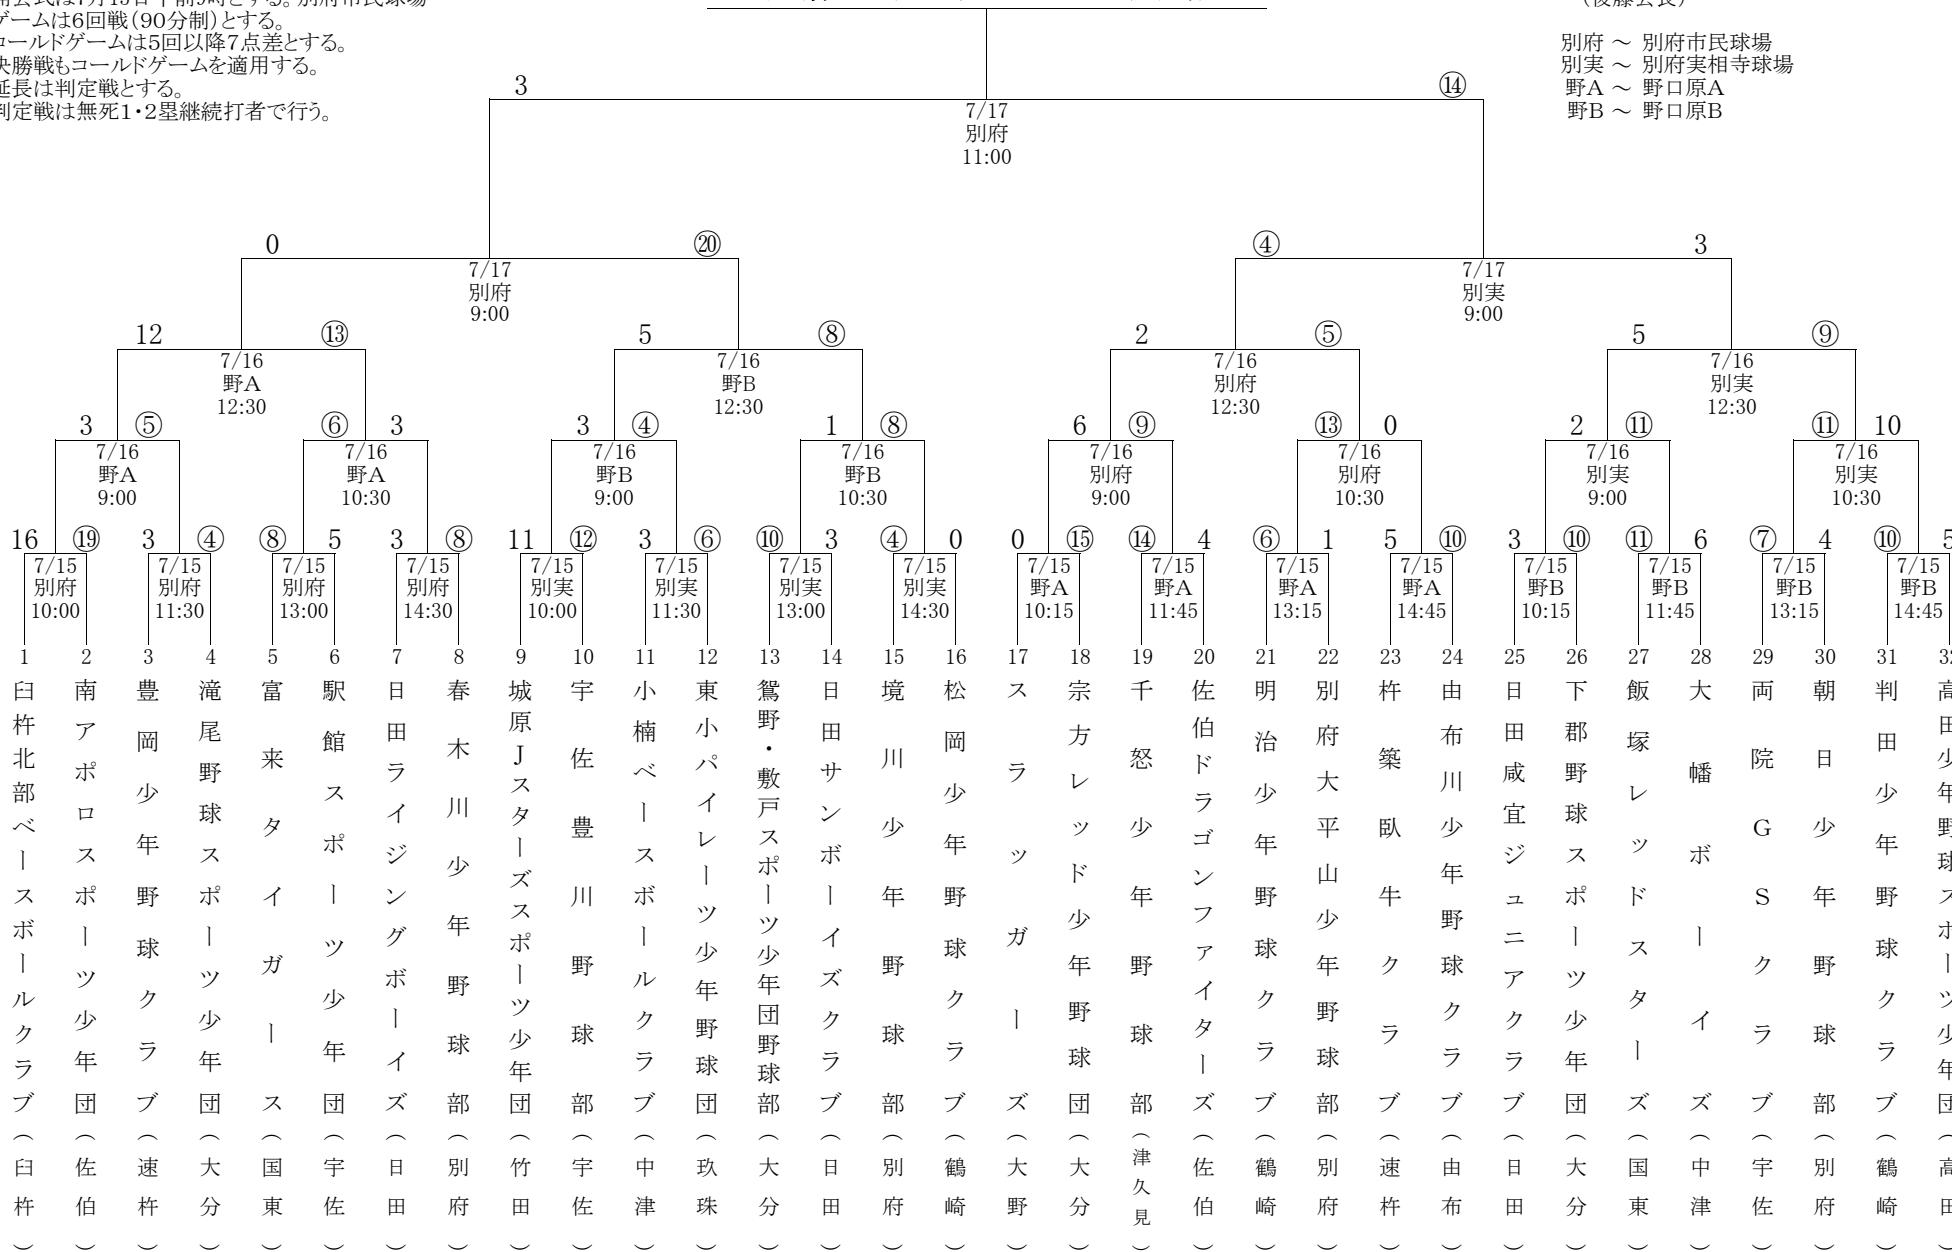 ゲームは6回戦(90分制)とする。
コールドゲームは5回以降7点差とする。
決勝戦もコールドゲームを適用する。
延長は判定戦とする。
判定戦は無死1・2塁継続打者で行う。
別府 ～ 別府市民球場
別実 ～ 別府実相寺球場
野A ～ 野口原A
野B ～ 野口原B
3 ⑭
7/17
別府
11:00
0 ⑳ ④ 3
7/17 7/17
別府 別実
9:00 9:00
12 ⑬ 5 ⑧ 2 ⑤ 5 ⑨
7/16 7/16 7/16 7/16
野A 野B 別府 別実
12:30 12:30 12:30 12:30
3 ⑤ ⑥ 3 3 ④ 1 ⑧ 6 ⑨ ⑬ 0 2 ⑪ ⑪ 10
7/16 7/16 7/16 7/16 7/16 7/16 7/16 7/16
野A 野A 野B 野B 別府 別府 別実 別実
9:00 10:30 9:00 10:30 9:00 10:30 9:00 10:30
16 ⑲ 3 ④ ⑧ 5 3 ⑧ 11 ⑫ 3 ⑥ ⑩ 3 ④ 0 0 ⑮ ⑭ 4 ⑥ 1 5 ⑩ 3 ⑩ ⑪ 6 ⑦ 4 ⑩ 5
7/15 7/15 7/15 7/15 7/15 7/15 7/15 7/15 7/15 7/15 7/15 7/15 7/15 7/15 7/15 7/15
別府 別府 別府 別府 別実 別実 別実 別実 野A 野A 野A 野A 野B 野B 野B 野B
10:00 11:30 13:00 14:30 10:00 11:30 13:00 14:30 10:15 11:45 13:15 14:45 10:15 11:45 13:15 14:45
1 臼杵北部ベースボールクラブ(臼杵)
2 南アポロスポーツ少年団(佐伯)
3 豊岡少年野球クラブ(速杵)
4 滝尾野球スポーツ少年団(大分)
5 富来タイガース(国東)
6 駅館スポーツ少年団(宇佐)
7 日田ライジングボーイズ(日田)
8 春木川少年野球部(別府)
9 城原Jスターズスポーツ少年団(竹田)
10 宇佐豊川野球部(宇佐)
11 小楠ベースボールクラブ(中津)
12 東小パイレーツ少年野球団(玖珠)
13 鴛野・敷戸スポーツ少年団野球部(大分)
14 日田サンボーイズクラブ(日田)
15 境川少年野球部(別府)
16 松岡少年野球クラブ(鶴崎)
17 スラッガーズ(大野)
18 宗方レッド少年野球団(大分)
19 千怒少年野球部(津久見)
20 佐伯ドラゴンファイターズ(佐伯)
21 明治少年野球クラブ(鶴崎)
22 別府大平山少年野球部(別府)
23 杵築臥牛クラブ(速杵)
24 由布川少年野球クラブ(由布)
25 日田咸宜ジュニアクラブ(日田)
26 下郡野球スポーツ少年団(大分)
27 飯塚レッドスターズ(国東)
28 大幡ボーイズ(中津)
29 両院GSクラブ(宇佐)
30 朝日少年野球部(別府)
31 判田少年野球クラブ(鶴崎)
32 高田少年野球スポーツ少年団(高田)